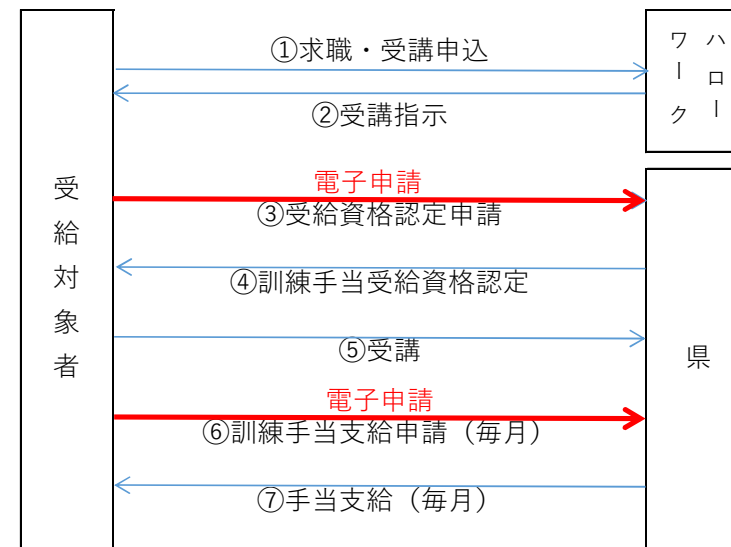 ①求職・受講申込
ハローワーク
②受講指示
受給対象者
電子申請
③受給資格認定申請
④訓練手当受給資格認定
⑤受講
県
電子申請
⑥訓練手当支給申請（毎月）
⑦手当支給（毎月）